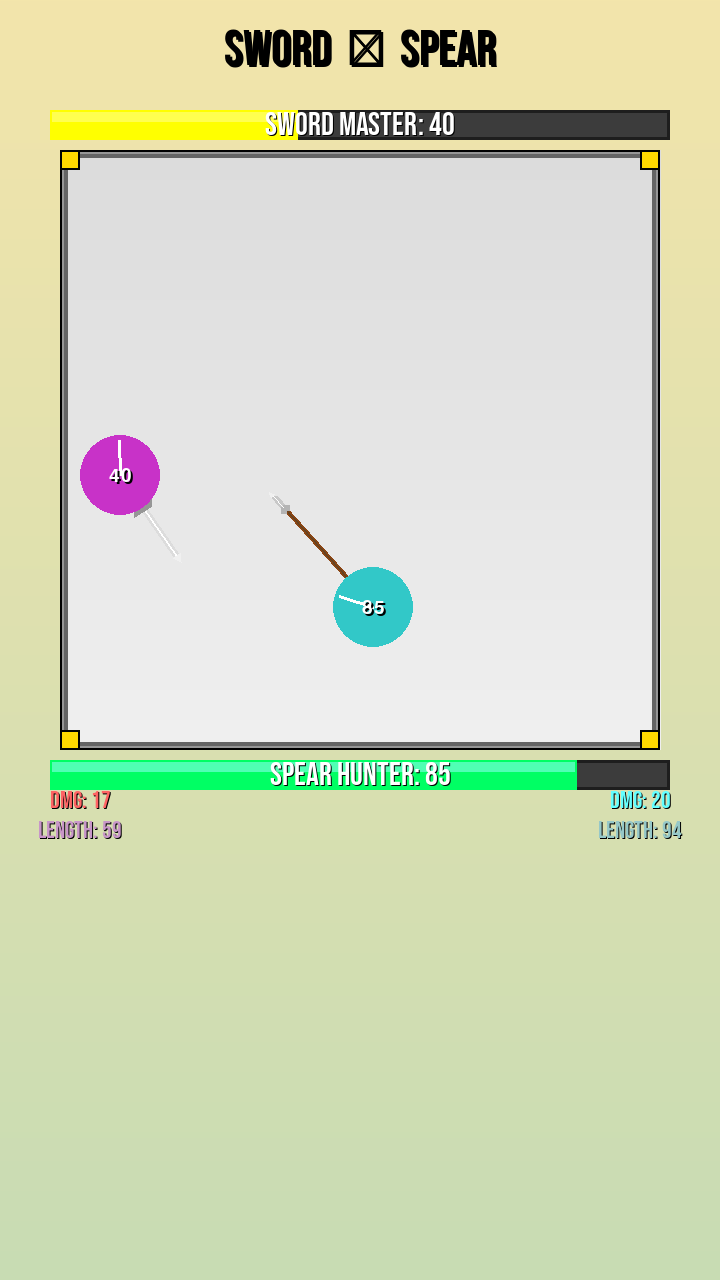 SWORD ☒ SPEAR
SWORD MASTER: 40
40
85
SPEAR HUNTER: 85
DMG: 17
DMG: 20
LENGTH: 59
LENGTH: 94